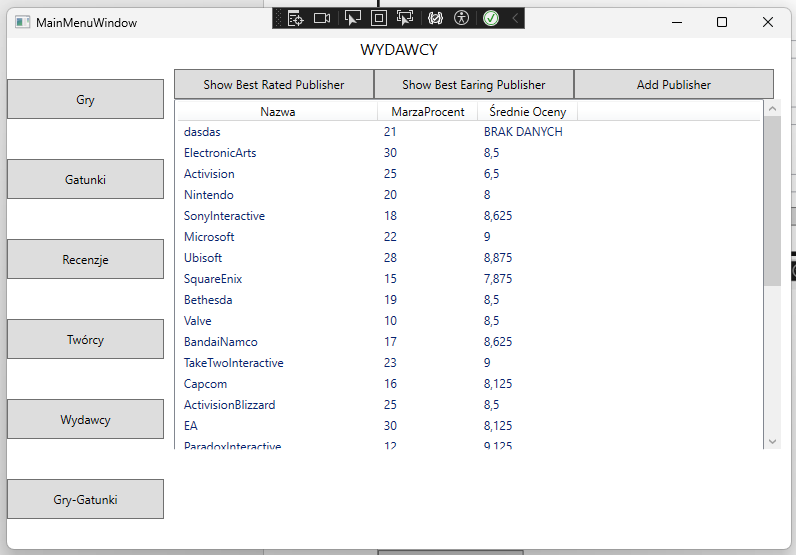 MainMenuWindow
WYDAWCY
Gry
Gatunki
Recenzje
Twórcy
Wydawcy
Gry-Gatunki
Show Best Rated Publisher Show Best Earing Publisher Add Publisher
Nazwa MarzaProcent Średnie Oceny
dasdas 21 BRAK DANYCH
ElectronicArts 30 8,5
Activision 25 6,5
Nintendo 20 8
SonyInteractive 18 8,625
Microsoft 22 9
Ubisoft 28 8,875
SquareEnix 15 7,875
Bethesda 19 8,5
Valve 10 8,5
BandaiNamco 17 8,625
TakeTwoInteractive 23 9
Capcom 16 8,125
ActivisionBlizzard 25 8,5
EA 30 8,125
ParadoxInteractive 12 9,125